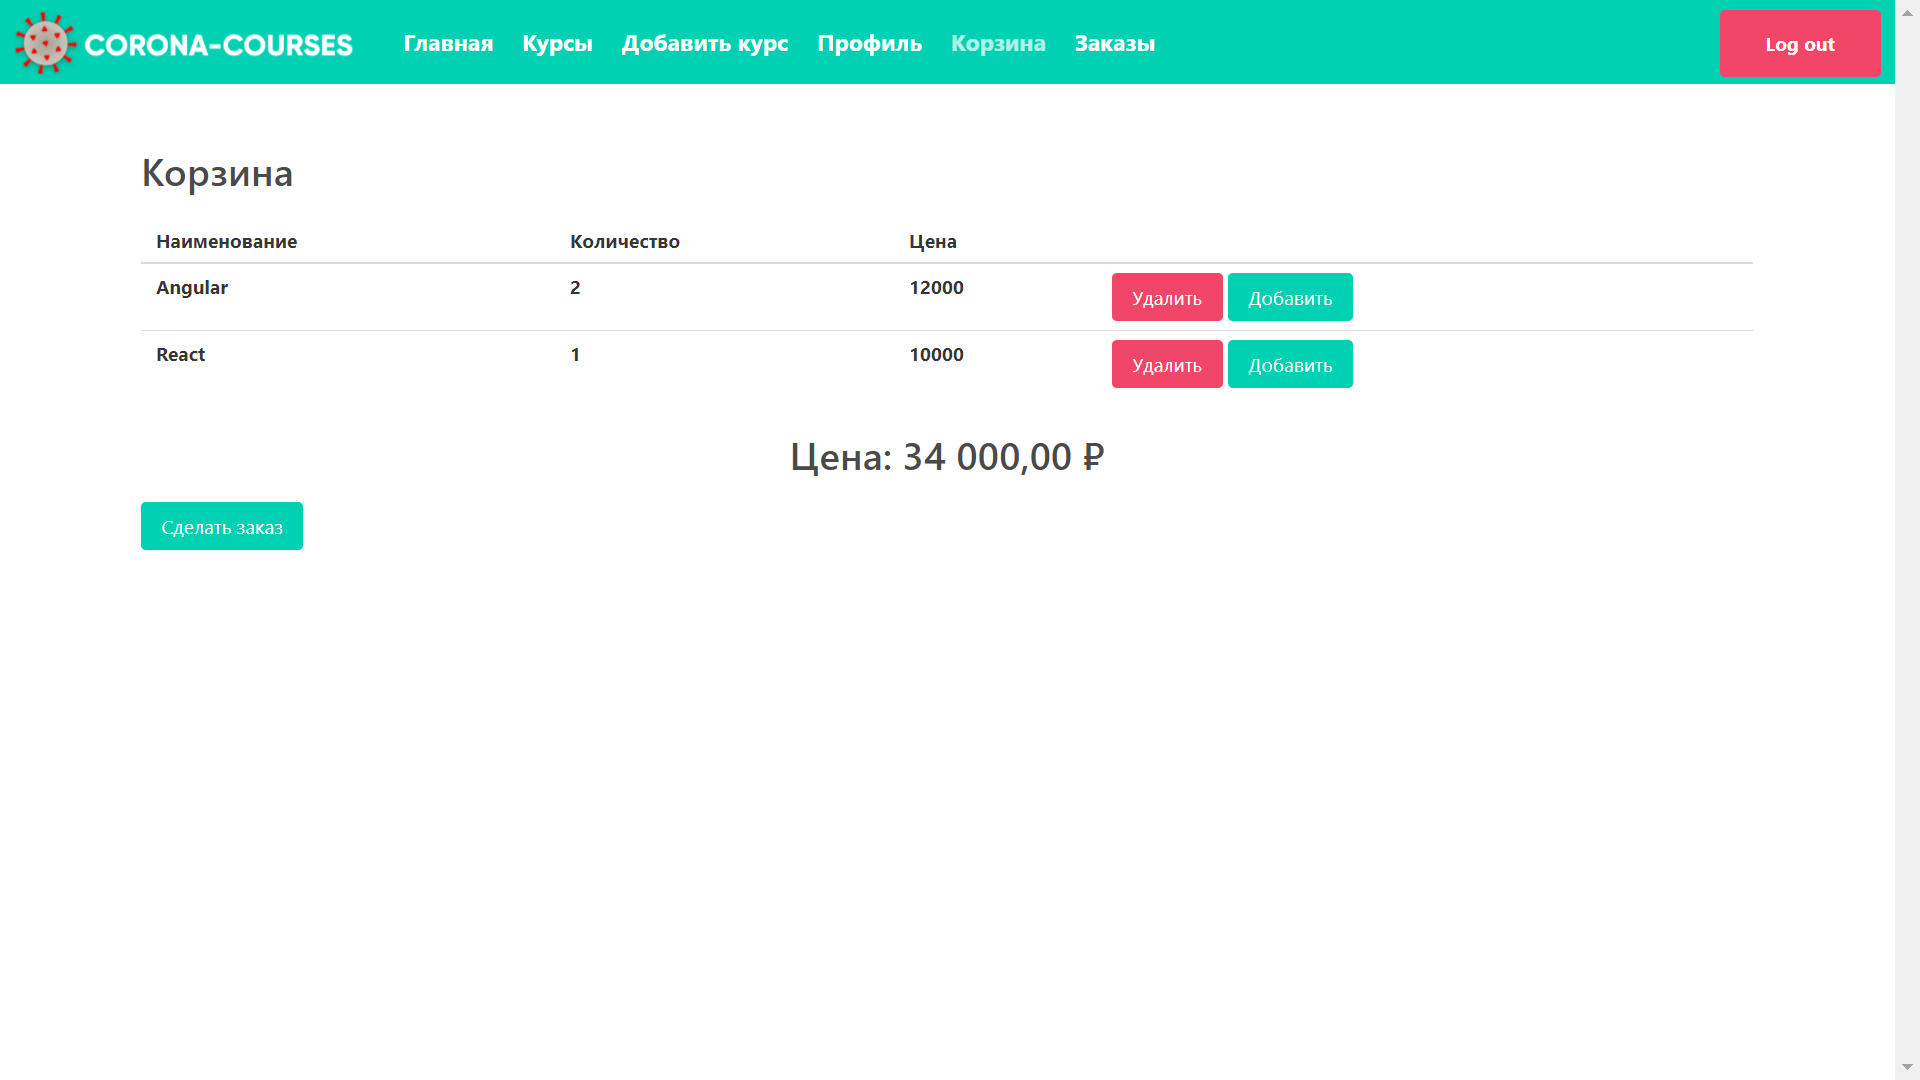 CORONA-COURSES Главная Курсы Добавить курс Профиль Корзина Заказы Log out
Корзина
Наименование Количество Цена
Angular 2 12000 Удалить Добавить
React 1 10000 Удалить Добавить
Цена: 34 000,00 ₽
Сделать заказ